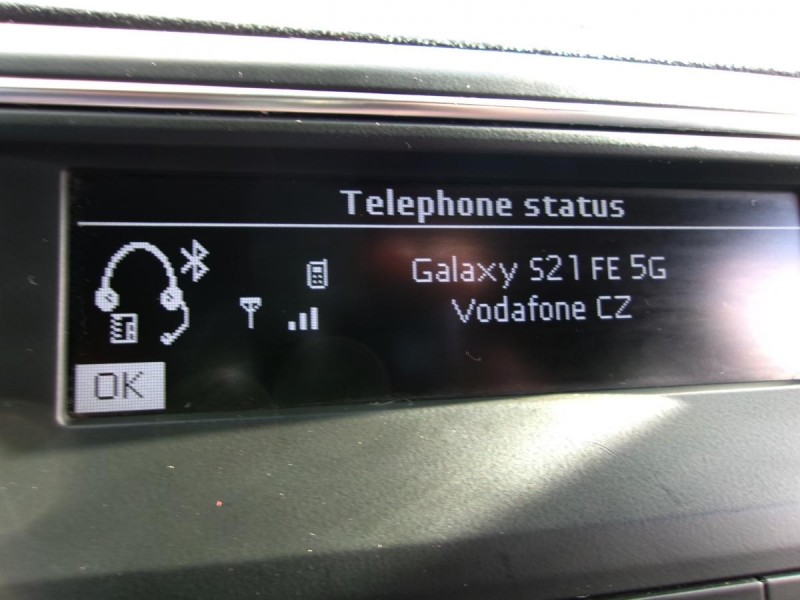 Telephone status
Galaxy S21 FE 5G
Vodafone CZ
OK